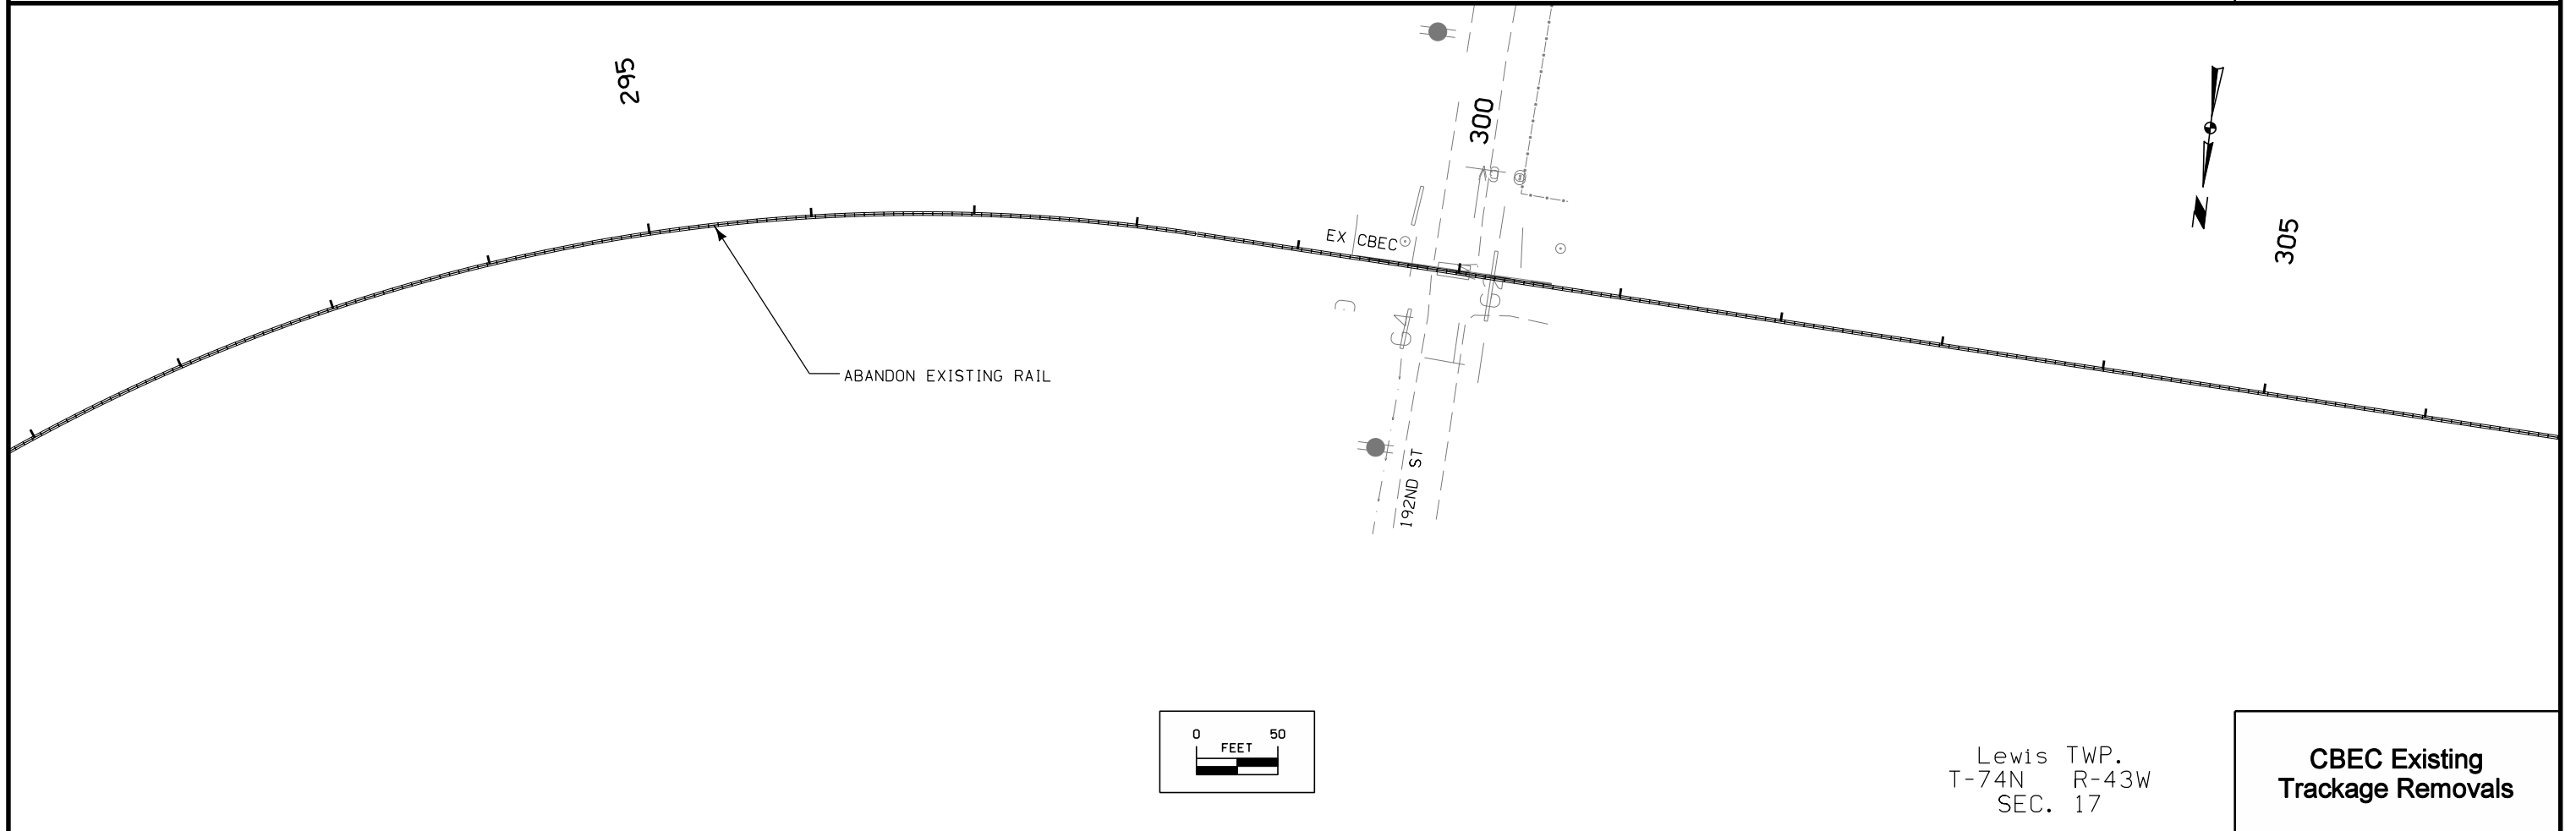 295
300
305
EX CBEC
64
ABANDON EXISTING RAIL
192ND ST
0 50
FEET
Lewis TWP.
T-74N R-43W
SEC. 17
CBEC Existing
Trackage Removals
N